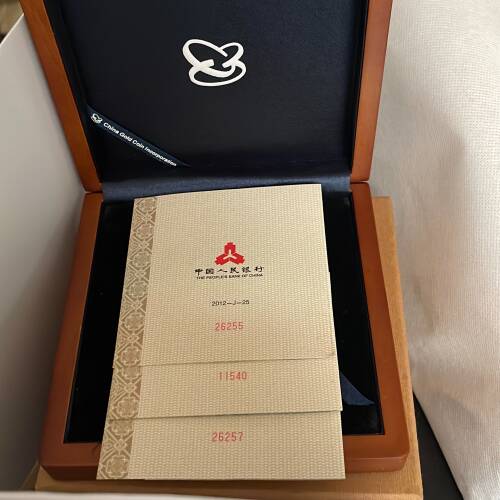 China Gold Coin Incorporation
中国人民银行
THE PEOPLE'S BANK OF CHINA
2012—J—25
26255
11540
26257